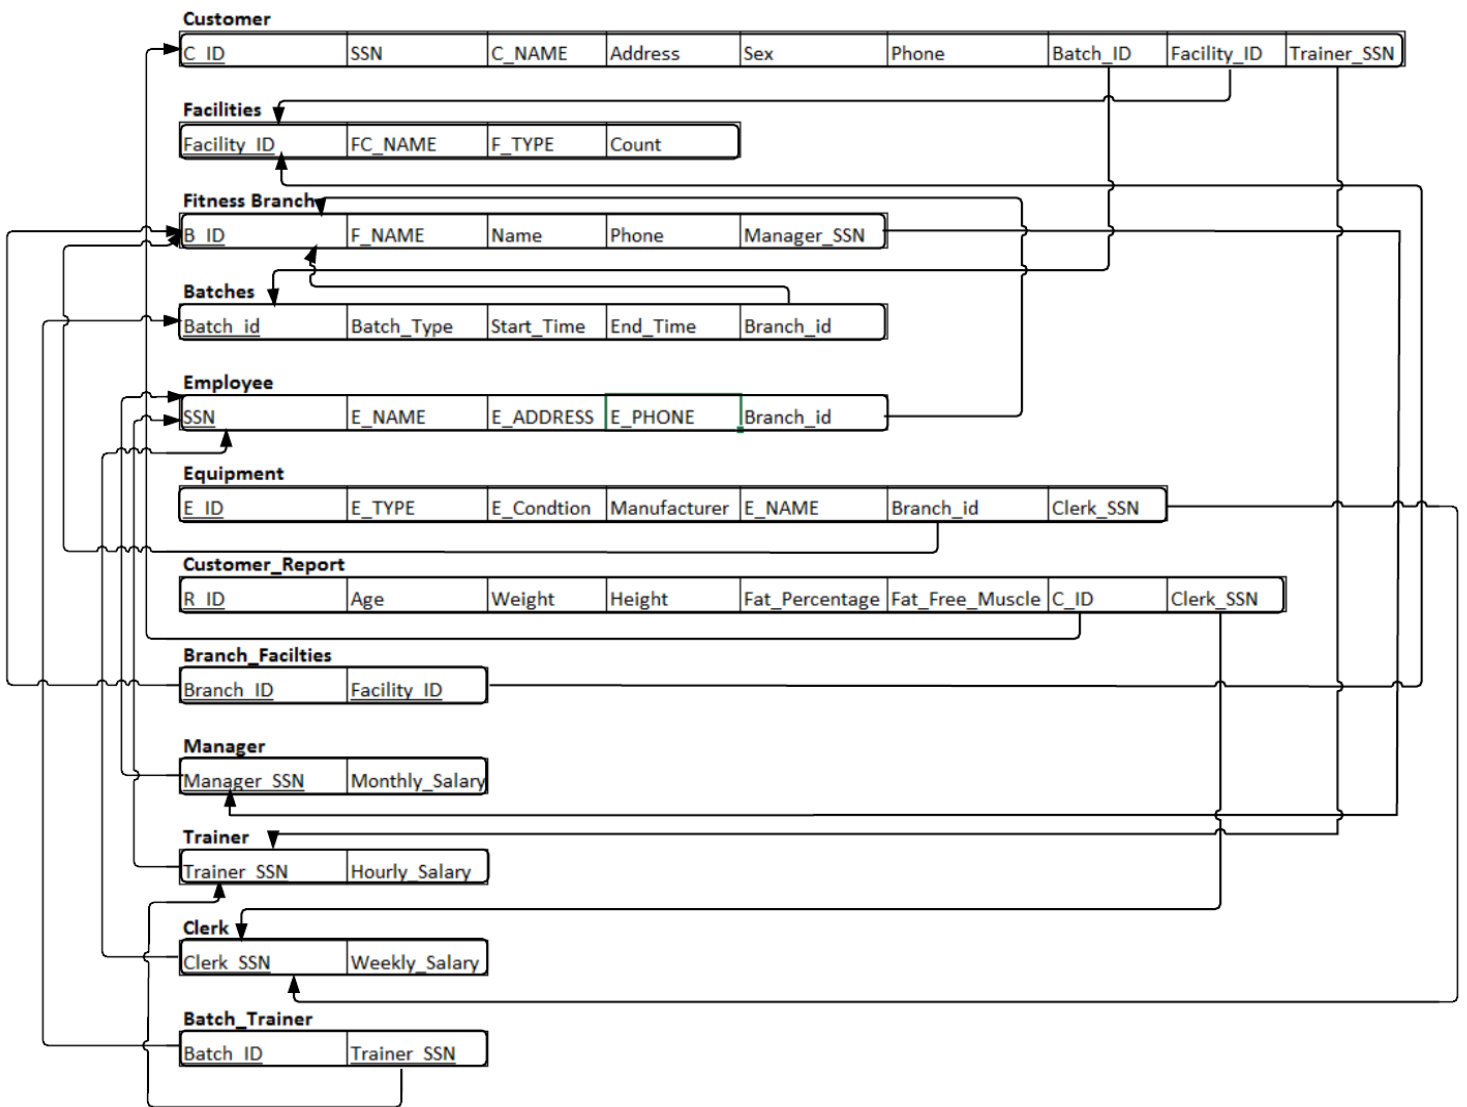 Customer
C_ID SSN C_NAME Address Sex Phone Batch_ID Facility_ID Trainer_SSN
Facilities
Facility_ID FC_NAME F_TYPE Count
Fitness Branch
B_ID F_NAME Name Phone Manager_SSN
Batches
Batch_id Batch_Type Start_Time End_Time Branch_id
Employee
SSN E_NAME E_ADDRESS E_PHONE Branch_id
Equipment
E_ID E_TYPE E_Condtion Manufacturer E_NAME Branch_id Clerk_SSN
Customer_Report
R_ID Age Weight Height Fat_Percentage Fat_Free_Muscle C_ID Clerk_SSN
Branch_Facilties
Branch_ID Facility_ID
Manager
Manager_SSN Monthly_Salary
Trainer
Trainer_SSN Hourly_Salary
Clerk
Clerk_SSN Weekly_Salary
Batch_Trainer
Batch_ID Trainer_SSN